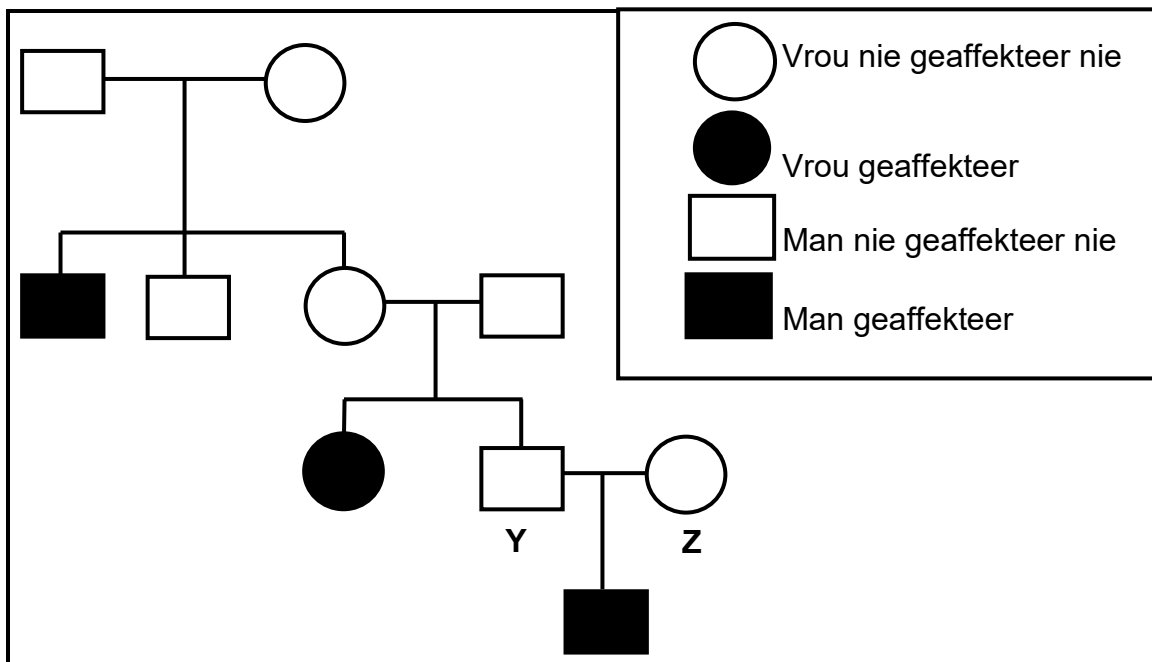 Vrou nie geaffekteer nie
Vrou geaffekteer
Man nie geaffekteer nie
Man geaffekteer
Y
Z